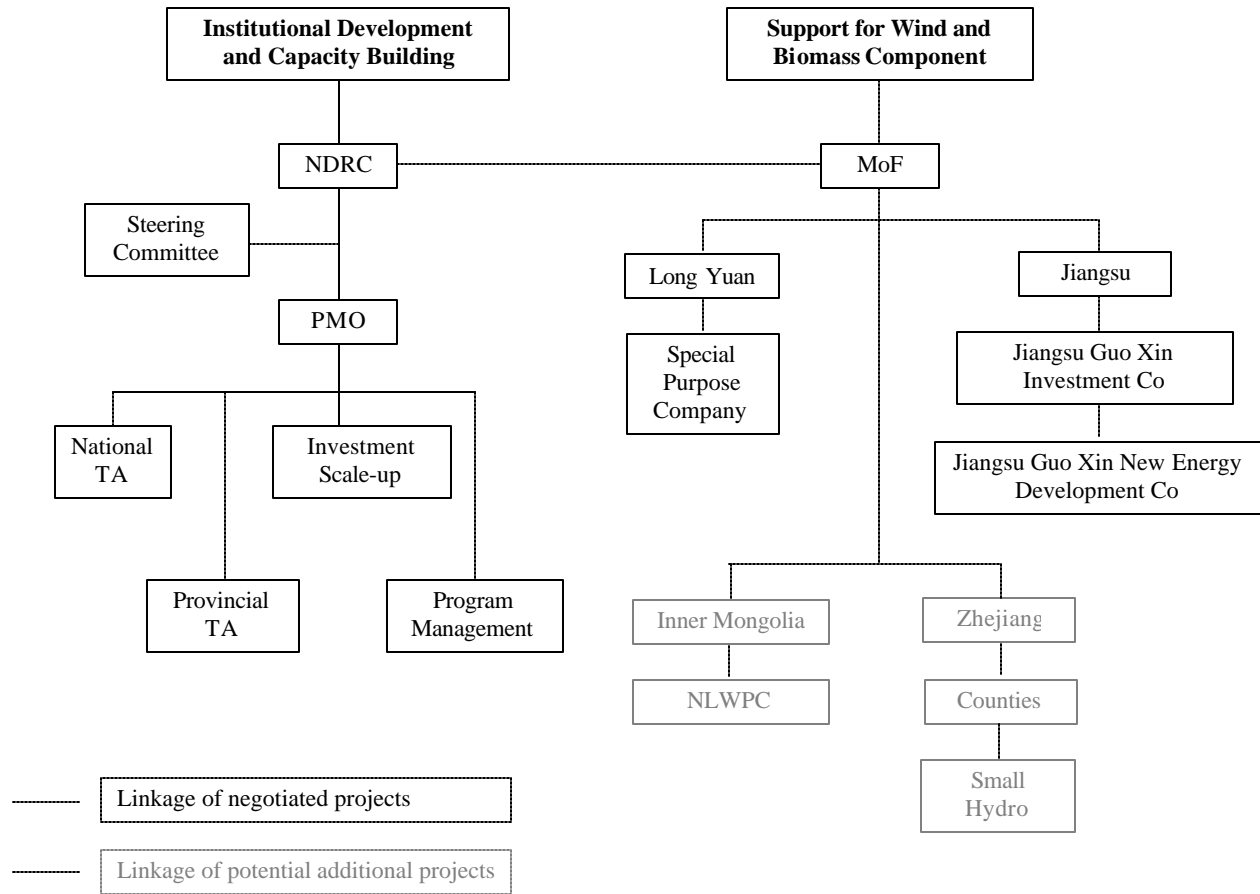 Institutional Development
and Capacity Building
Support for Wind and
Biomass Component
NDRC
MoF
Steering
Committee
Long Yuan
Jiangsu
PMO
Special
Purpose
Company
Jiangsu Guo Xin
Investment Co
National
TA
Investment
Scale-up
Jiangsu Guo Xin New Energy
Development Co
Provincial
TA
Program
Management
Inner Mongolia
Zhejiang
NLWPC
Counties
Small
Hydro
Linkage of negotiated projects
Linkage of potential additional projects